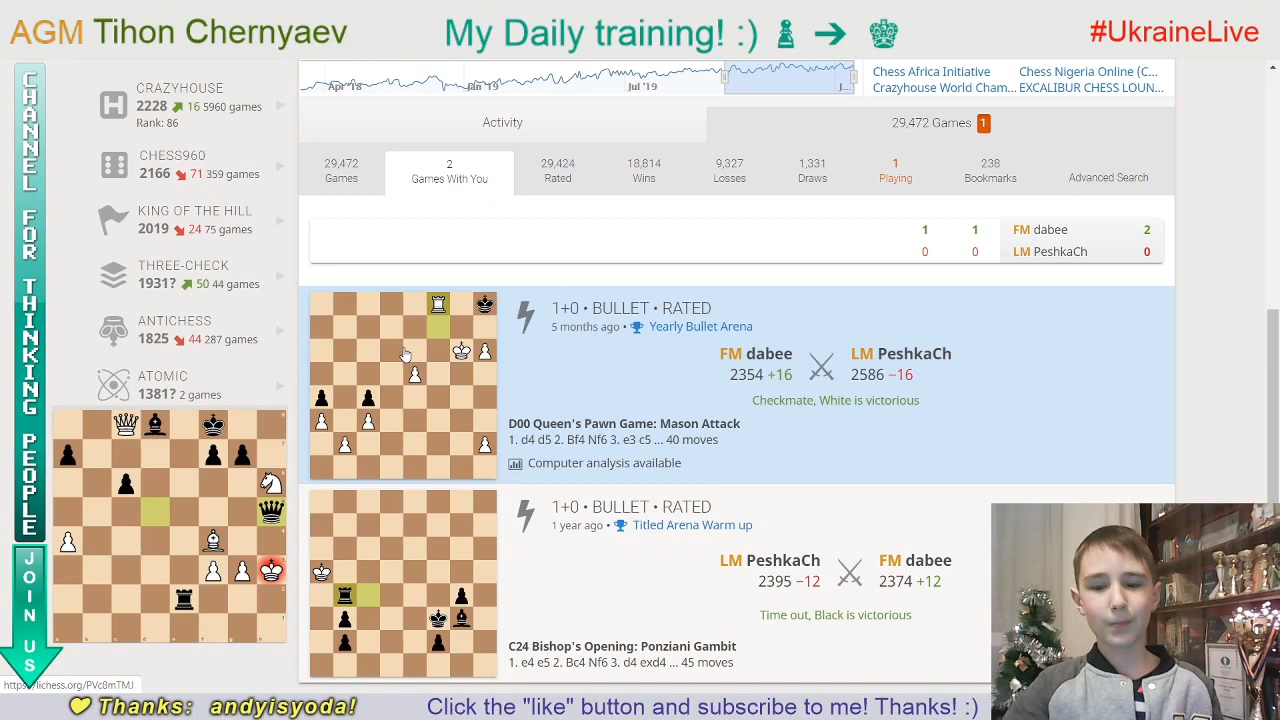 AGM Tihon Chernyaev
My Daily training! :)
#UkraineLive
CHANNEL FOR THINKING PEOPLE
JOIN US
CRAZYHOUSE
2228 16 5960 games
Rank: 86
CHESS960
2166 71 359 games
KING OF THE HILL
2019 24 75 games
THREE-CHECK
1931? 50 44 games
ANTICHESS
1825 44 287 games
ATOMIC
1381? 2 games
Apr '18
Jan '19
Jul '19
J...
Chess Africa Initiative
Chess Nigeria Online (C...
Crazyhouse World Cham...
EXCALIBUR CHESS LOUN...
Activity
29,472 Games 1
29,472
Games
2
Games With You
29,424
Rated
18,814
Wins
9,327
Losses
1,331
Draws
1
Playing
238
Bookmarks
Advanced Search
1 1 FM dabee 2
0 0 LM PeshkaCh 0
1+0 • BULLET • RATED
5 months ago • Yearly Bullet Arena
FM dabee LM PeshkaCh
2354 +16 2586 −16
Checkmate, White is victorious
D00 Queen's Pawn Game: Mason Attack
1. d4 d5 2. Bf4 Nf6 3. e3 c5 ... 40 moves
Computer analysis available
1+0 • BULLET • RATED
1 year ago • Titled Arena Warm up
LM PeshkaCh FM dabee
2395 −12 2374 +12
Time out, Black is victorious
C24 Bishop's Opening: Ponziani Gambit
1. e4 e5 2. Bc4 Nf6 3. d4 exd4 ... 45 moves
https://lichess.org/PVc8mTMJ
Thanks: andyisyoda!
Click the "like" button and subscribe to me! Thanks! :)